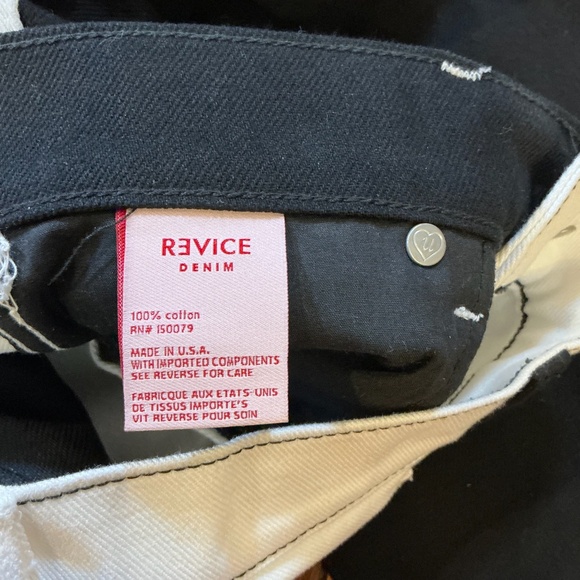 REVICE
DENIM
100% cotton
RN# 150079
MADE IN U.S.A.
WITH IMPORTED COMPONENTS
SEE REVERSE FOR CARE
FABRICQUE AUX ETATS-UNIS
DE TISSUS IMPORTE'S
VIT REVERSE POUR SOIN